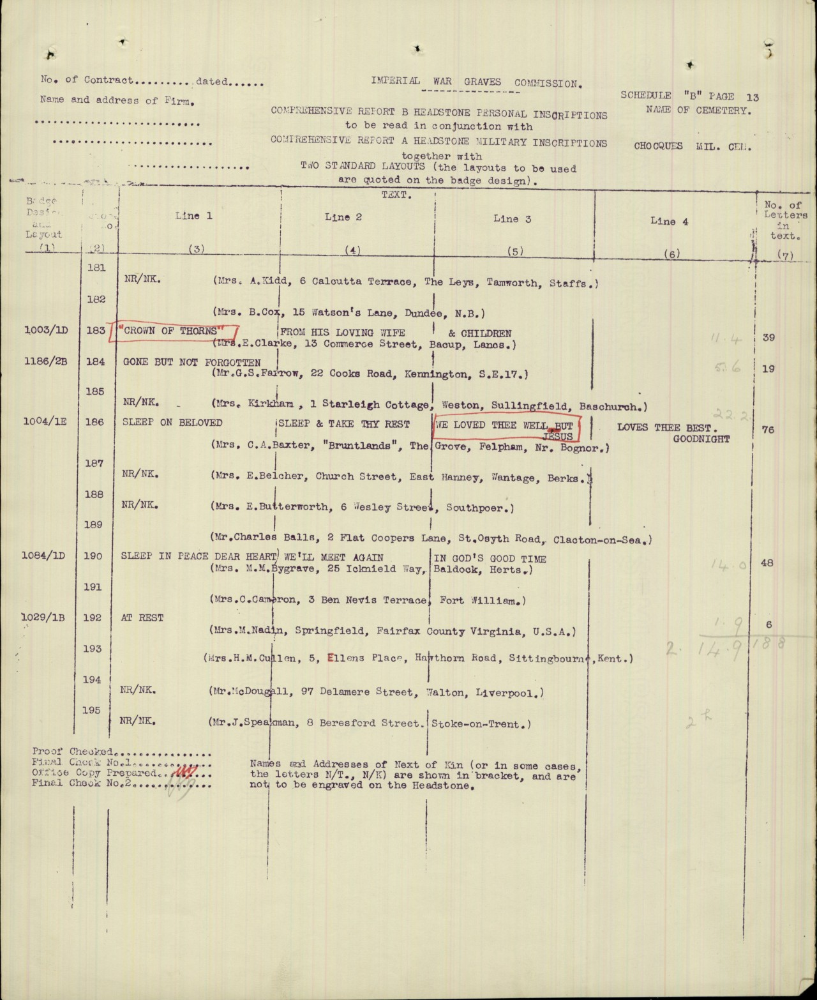 No. of Contract...........dated......
IMPERIAL WAR GRAVES COMMISSION.
Name and address of Firm.
SCHEDULE "B" PAGE 13
NAME OF CEMETERY.
COMPREHENSIVE REPORT B HEADSTONE PERSONAL INSCRIPTIONS
to be read in conjunction with
COMPREHENSIVE REPORT A HEADSTONE MILITARY INSCRIPTIONS
CHOCQUES MIL. CEM.
together with
TWO STANDARD LAYOUTS (the layouts to be used
are quoted on the badge design).
TEXT.
Badge
Design
and
Layout
(1)
(2)
Line 1
(3)
Line 2
(4)
Line 3
(5)
Line 4
(6)
No. of
Letters
in
text.
(7)
181
NR/NK. (Mrs. A.Kidd, 6 Calcutta Terrace, The Leys, Tamworth, Staffs.)
182
(Mrs. B.Cox, 15 Watson's Lane, Dundee, N.B.)
1003/1D 183 "CROWN OF THORNS" FROM HIS LOVING WIFE & CHILDREN 11.4 39
(Mrs.E.Clarke, 13 Commerce Street, Bacup, Lancs.)
1186/2B 184 GONE BUT NOT FORGOTTEN 5.6 19
(Mr.G.S.Farrow, 22 Cooks Road, Kennington, S.E.17.)
185
NR/NK. (Mrs. Kirkham , 1 Starleigh Cottage, Weston, Sullingfield, Baschurch.)
22.2.
1004/1E 186 SLEEP ON BELOVED SLEEP & TAKE THY REST WE LOVED THEE WELL BUT LOVES THEE BEST. 76
JESUS GOODNIGHT
(Mrs. C.A.Baxter, "Bruntlands", The Grove, Felpham, Nr. Bognor.)
187
NR/NK. (Mrs. E.Belcher, Church Street, East Hanney, Wantage, Berks.)
188
NR/NK. (Mrs. E.Butterworth, 6 Wesley Street, Southpoer.)
189
(Mr.Charles Balls, 2 Flat Coopers Lane, St.Osyth Road, Clacton-on-Sea.)
1084/1D 190 SLEEP IN PEACE DEAR HEART WE'LL MEET AGAIN IN GOD'S GOOD TIME 14.0 48
(Mrs. M.M.Bygrave, 25 Icknield Way, Baldock, Herts.)
191
(Mrs.C.Cameron, 3 Ben Nevis Terrace, Fort William.)
1029/1B 192 AT REST 1.9 6
(Mrs.M.Nadin, Springfield, Fairfax County Virginia, U.S.A.)
193 2. 14.9 188
(Mrs.H.M.Cullen, 5, Ellens Place, Hawthorn Road, Sittingbourne,Kent.)
194
NR/NK. (Mr.McDougall, 97 Delamere Street, Walton, Liverpool.)
195
NR/NK. (Mr.J.Speakman, 8 Beresford Street. Stoke-on-Trent.)
Proof Checked................
Final Check No.1.............
Office Copy Prepared.........
Final Check No.2.............
Names and Addresses of Next of Kin (or in some cases,
the letters N/T., N/K) are shown in bracket, and are
not to be engraved on the Headstone.